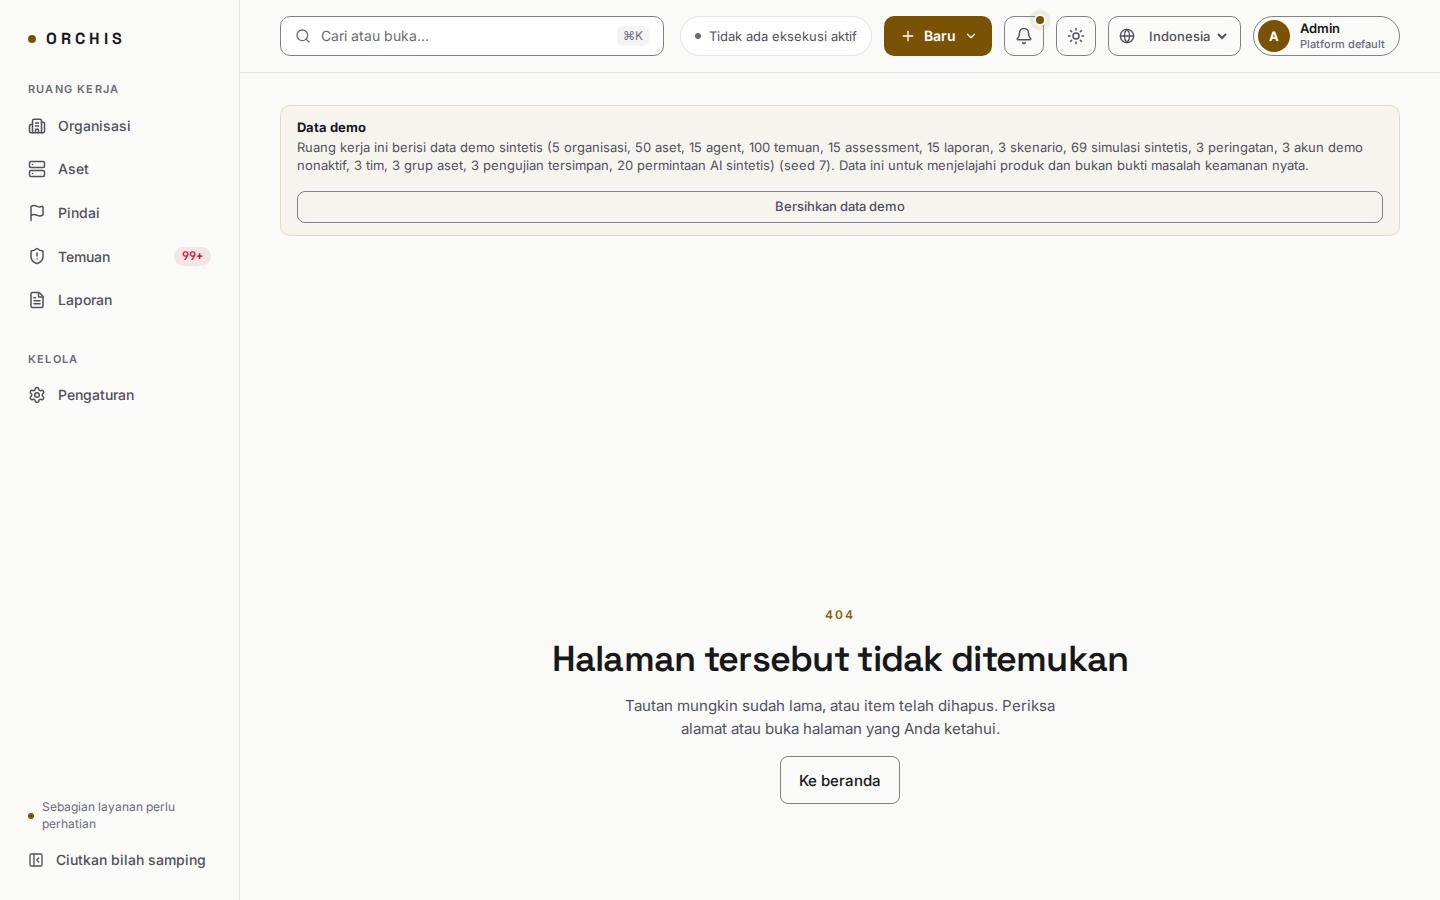 ORCHIS
RUANG KERJA
Organisasi
Aset
Pindai
Temuan
99+
Laporan
KELOLA
Pengaturan
Sebagian layanan perlu
perhatian
Ciutkan bilah samping
Cari atau buka...
⌘K
Tidak ada eksekusi aktif
Baru
Indonesia
A
Admin
Platform default
Data demo
Ruang kerja ini berisi data demo sintetis (5 organisasi, 50 aset, 15 agent, 100 temuan, 15 assessment, 15 laporan, 3 skenario, 69 simulasi sintetis, 3 peringatan, 3 akun demo
nonaktif, 3 tim, 3 grup aset, 3 pengujian tersimpan, 20 permintaan AI sintetis) (seed 7). Data ini untuk menjelajahi produk dan bukan bukti masalah keamanan nyata.
Bersihkan data demo
404
Halaman tersebut tidak ditemukan
Tautan mungkin sudah lama, atau item telah dihapus. Periksa
alamat atau buka halaman yang Anda ketahui.
Ke beranda